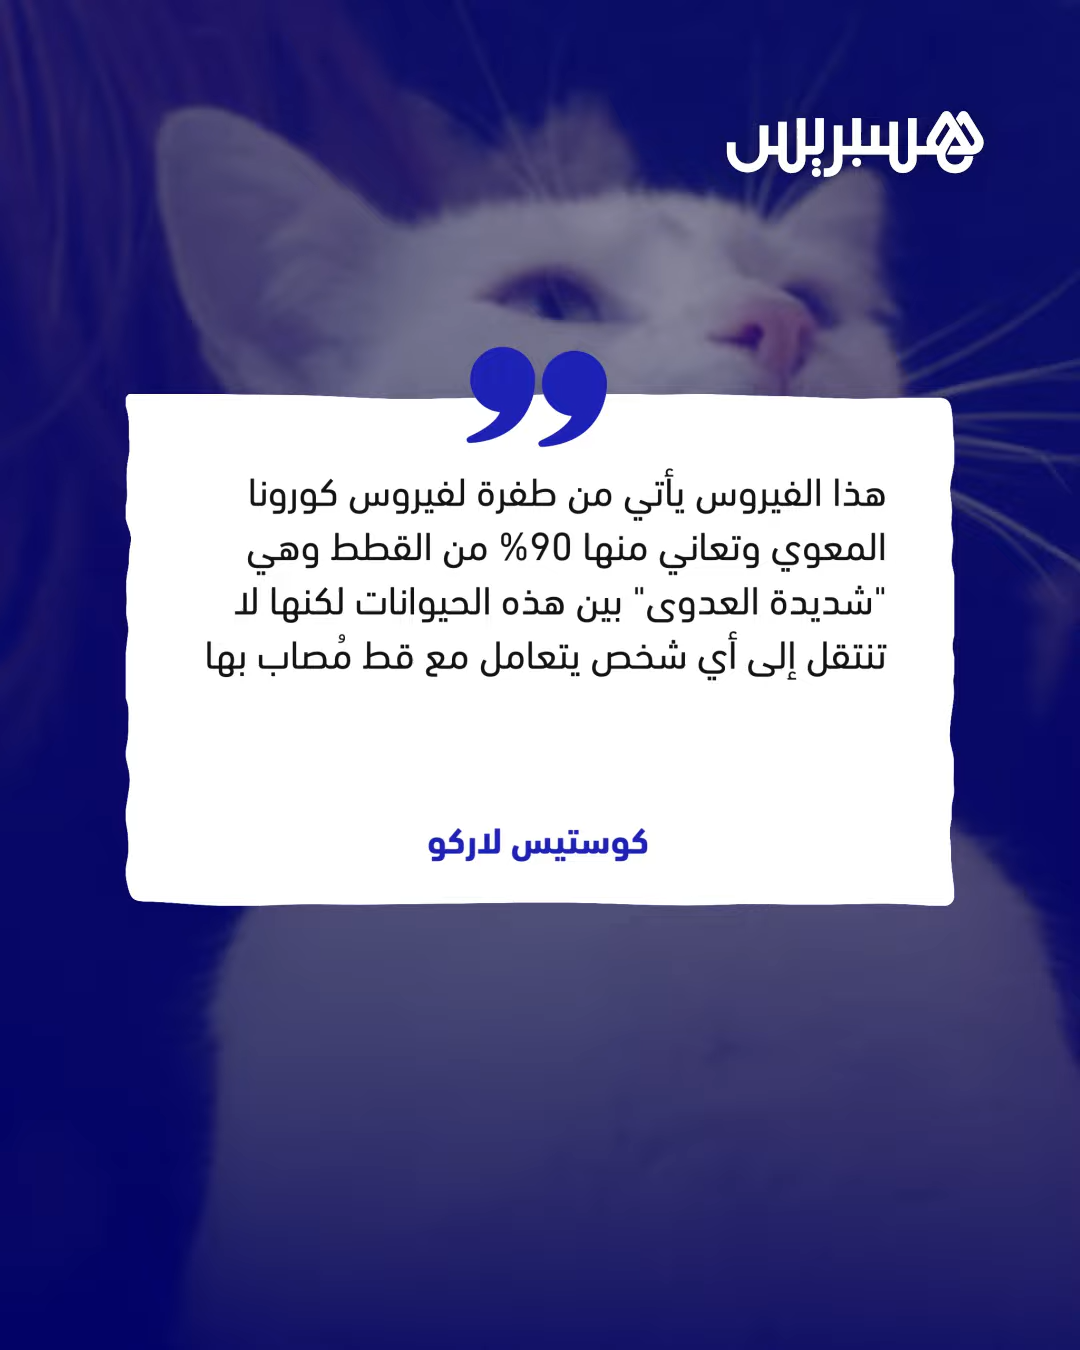 هسبريس
هذا الفيروس يأتي من طفرة لفيروس كورونا
المعوي وتعاني منها 90% من القطط وهي
"شديدة العدوى" بين هذه الحيوانات لكنها لا
تنتقل إلى أي شخص يتعامل مع قط مُصاب بها
كوستيس لاركو